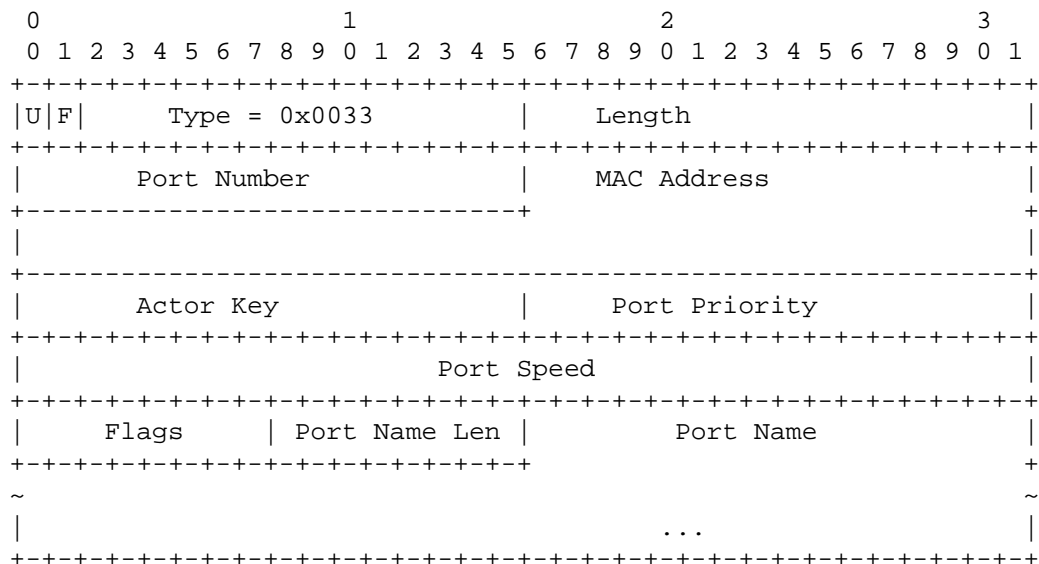 0                   1                   2                   3
 0 1 2 3 4 5 6 7 8 9 0 1 2 3 4 5 6 7 8 9 0 1 2 3 4 5 6 7 8 9 0 1
+-+-+-+-+-+-+-+-+-+-+-+-+-+-+-+-+-+-+-+-+-+-+-+-+-+-+-+-+-+-+-+-+
|U|F|     Type = 0x0033         |    Length                     |
+-+-+-+-+-+-+-+-+-+-+-+-+-+-+-+-+-+-+-+-+-+-+-+-+-+-+-+-+-+-+-+-+
|       Port Number             |    MAC Address                |
+-------------------------------+                               +
|                                                               |
+---------------------------------------------------------------+
|       Actor Key               |     Port Priority             |
+-+-+-+-+-+-+-+-+-+-+-+-+-+-+-+-+-+-+-+-+-+-+-+-+-+-+-+-+-+-+-+-+
|                          Port Speed                           |
+-+-+-+-+-+-+-+-+-+-+-+-+-+-+-+-+-+-+-+-+-+-+-+-+-+-+-+-+-+-+-+-+
|     Flags     | Port Name Len |         Port Name             |
+-+-+-+-+-+-+-+-+-+-+-+-+-+-+-+-+                               +
~                                                               ~
|                                        ...                    |
+-+-+-+-+-+-+-+-+-+-+-+-+-+-+-+-+-+-+-+-+-+-+-+-+-+-+-+-+-+-+-+-+